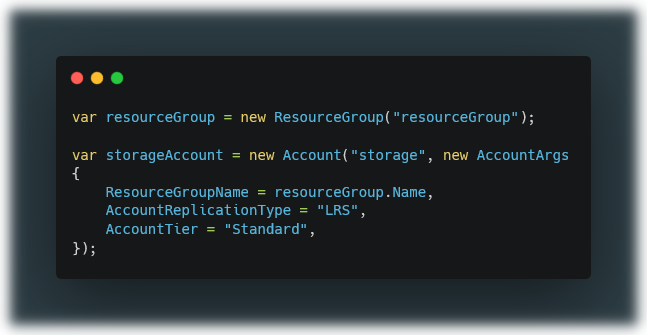 var resourceGroup = new ResourceGroup("resourceGroup");
var storageAccount = new Account("storage", new AccountArgs
{
    ResourceGroupName = resourceGroup.Name,
    AccountReplicationType = "LRS",
    AccountTier = "Standard",
});